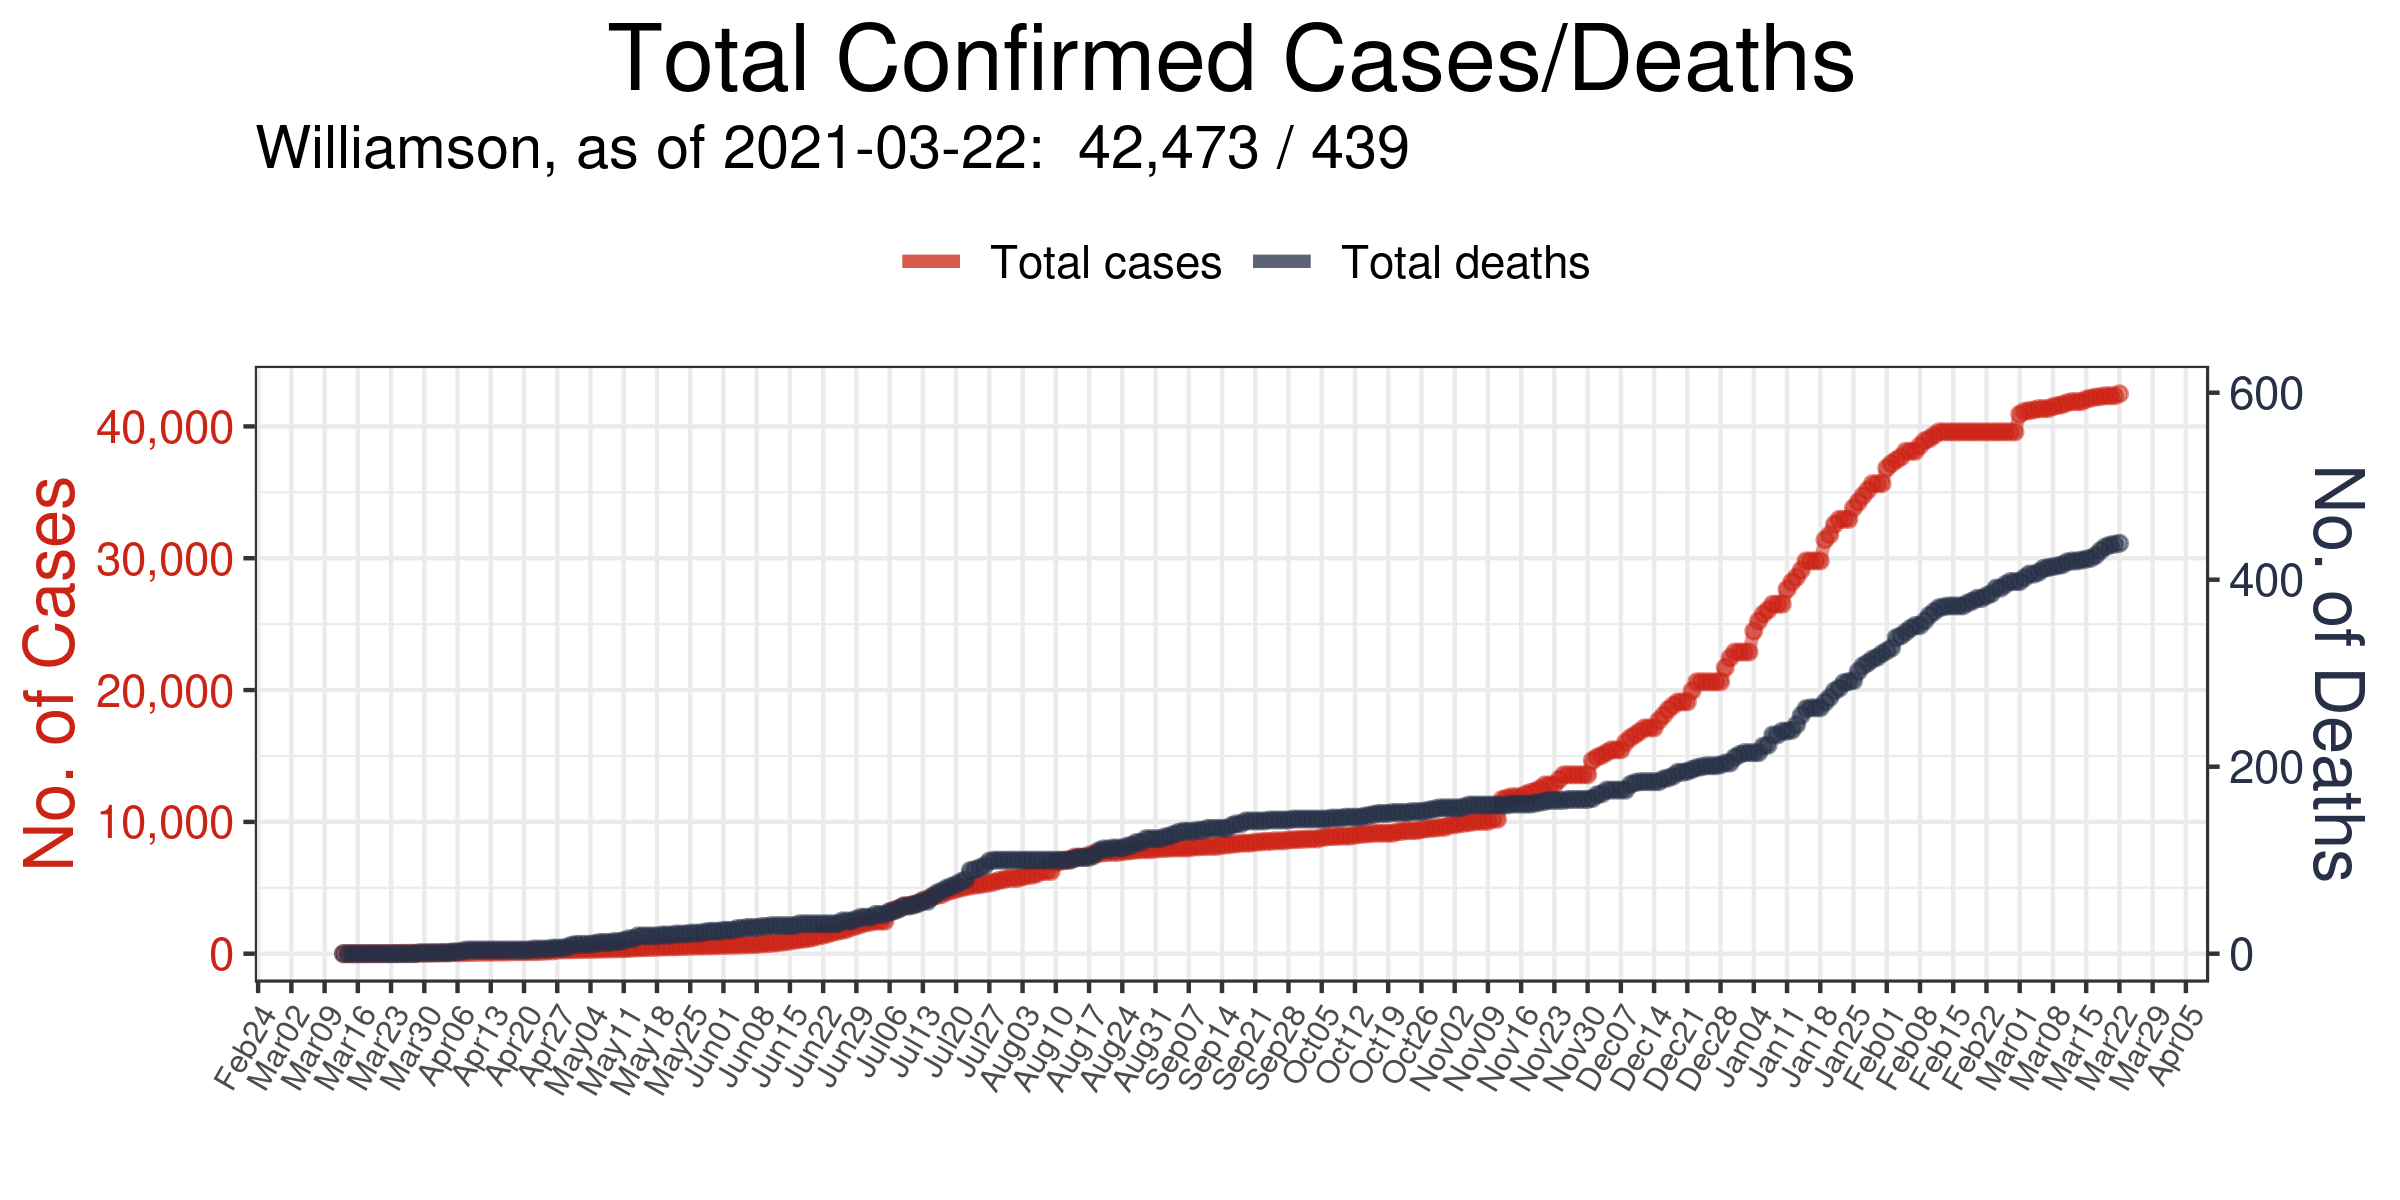 Total Confirmed Cases/Deaths
Williamson, as of 2021-03-22:  42,473 / 439
Total cases
Total deaths
No. of Cases
40,000
30,000
20,000
10,000
0
600
400
200
0
No. of Deaths
Feb24
Mar02
Mar09
Mar16
Mar23
Mar30
Apr06
Apr13
Apr20
Apr27
May04
May11
May18
May25
Jun01
Jun08
Jun15
Jun22
Jun29
Jul06
Jul13
Jul20
Jul27
Aug03
Aug10
Aug17
Aug24
Aug31
Sep07
Sep14
Sep21
Sep28
Oct05
Oct12
Oct19
Oct26
Nov02
Nov09
Nov16
Nov23
Nov30
Dec07
Dec14
Dec21
Dec28
Jan04
Jan11
Jan18
Jan25
Feb01
Feb08
Feb15
Feb22
Mar01
Mar08
Mar15
Mar22
Mar29
Apr05